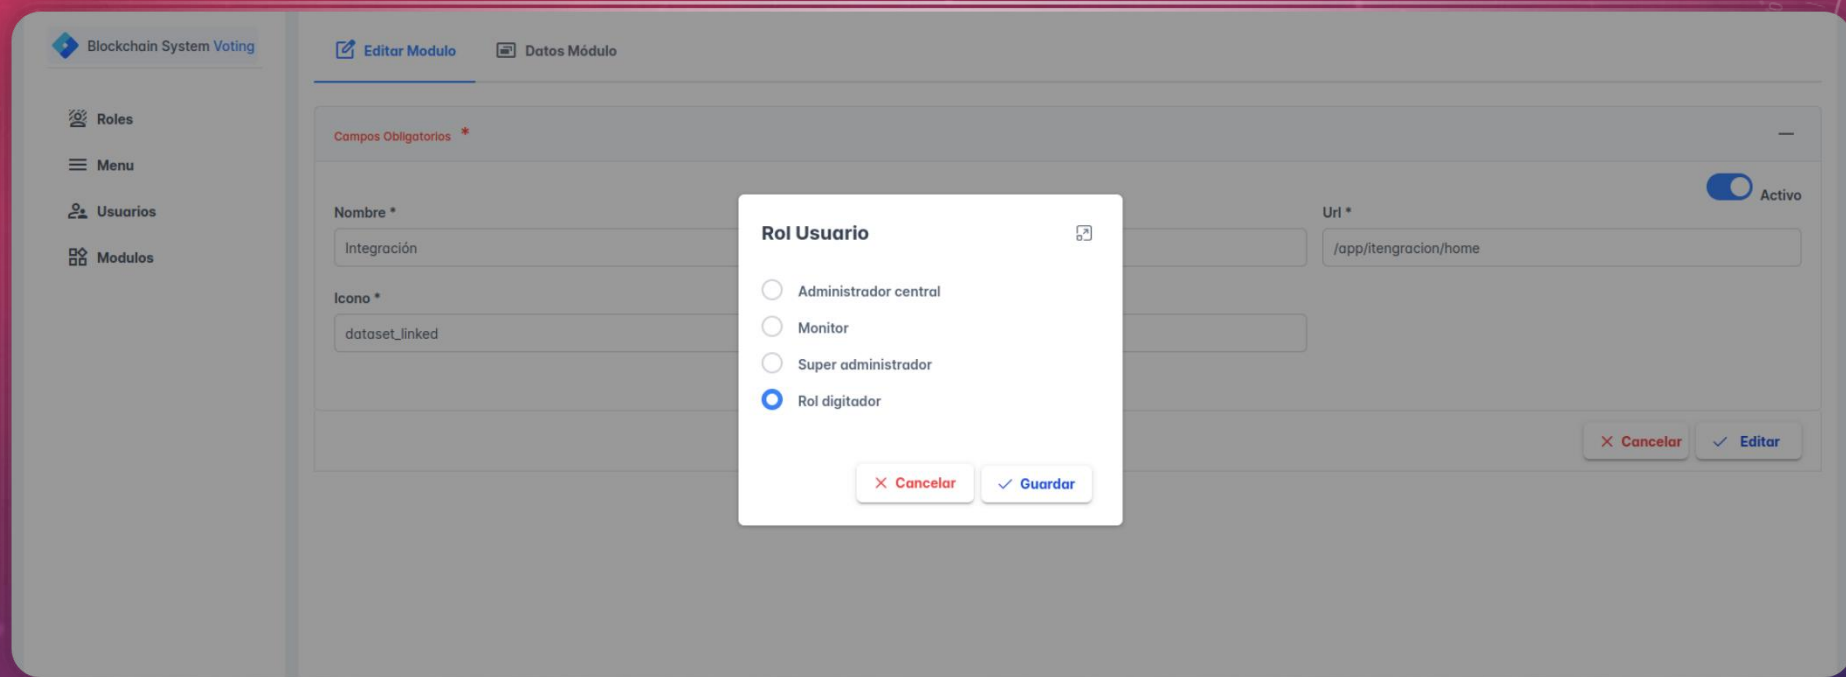 Blockchain System Voting
Roles
Menu
Usuarios
Modulos
Editar Modulo
Datos Módulo
Campos Obligatorios *
Activo
Nombre *
Integración
Url *
/app/itengracion/home
Icono *
dataset_linked
Cancelar
Editar
Rol Usuario
Administrador central
Monitor
Super administrador
Rol digitador
Cancelar
Guardar